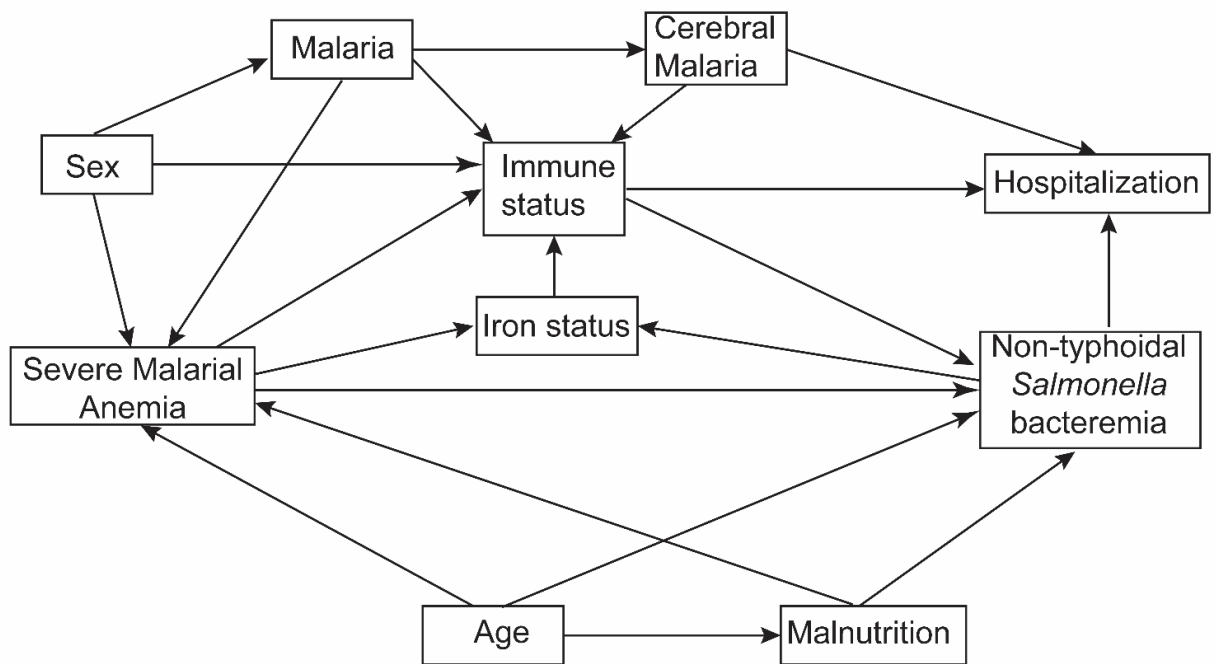 Malaria
Cerebral
Malaria
Sex
Immune
status
Hospitalization
Iron status
Severe Malarial
Anemia
Non-typhoidal
Salmonella
bacteremia
Age
Malnutrition